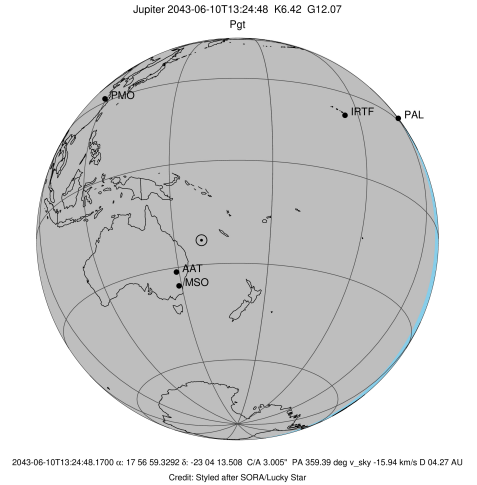 Jupiter 2043-06-10T13:24:48 K6.42 G12.07
Pgt
PMO
IRTF
PAL
AAT
MSO
2043-06-10T13:24:48.1700 α: 17 56 59.3292 δ: -23 04 13.508 C/A 3.005" PA 359.39 deg v_sky -15.94 km/s D 04.27 AU
Credit: Styled after SORA/Lucky Star